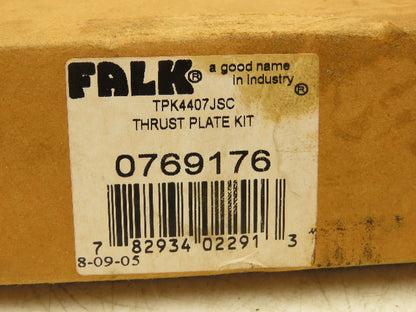 FALK® a good name
in Industry®
TPK4407JSC
THRUST PLATE KIT
0769176
7 82934 02291 3
8-09-05